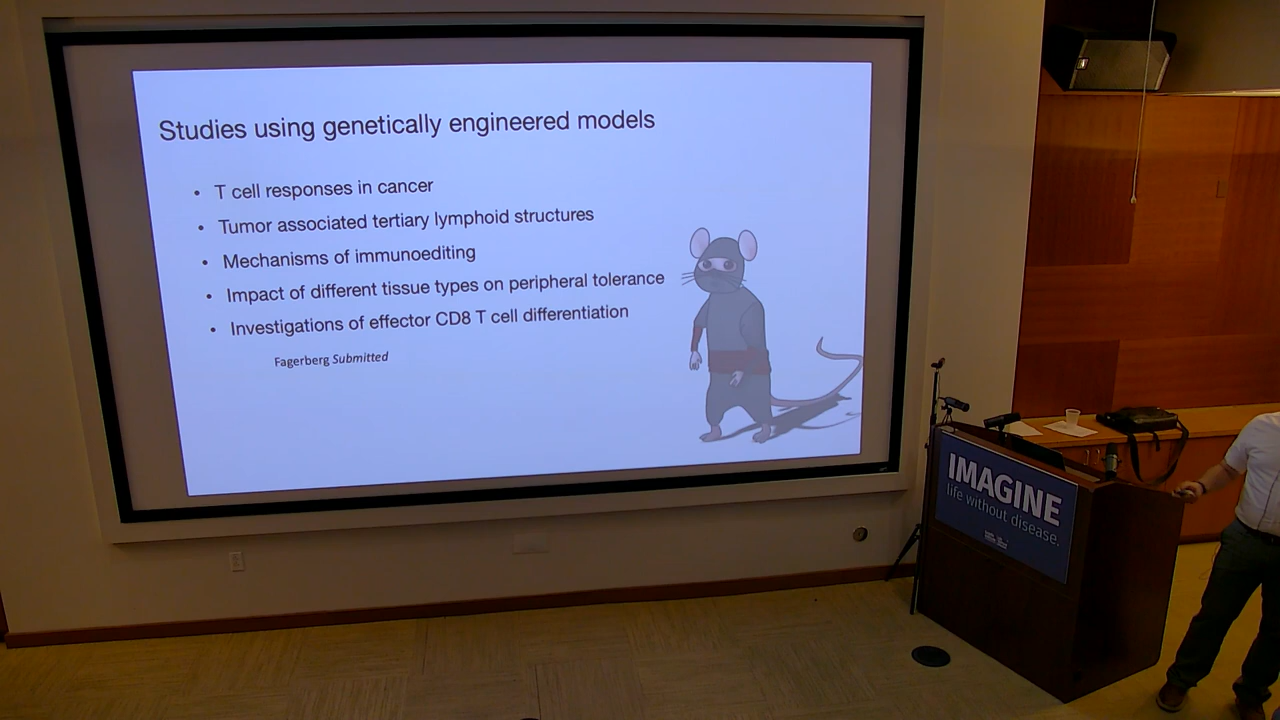 Studies using genetically engineered models
• T cell responses in cancer
• Tumor associated tertiary lymphoid structures
• Mechanisms of immunoediting
• Impact of different tissue types on peripheral tolerance
• Investigations of effector CD8 T cell differentiation
Fagerberg Submitted
IMAGINE
life without disease.